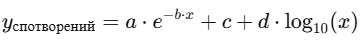 yспотворений = a · e^{−b·x} + c + d · log₁₀(x)